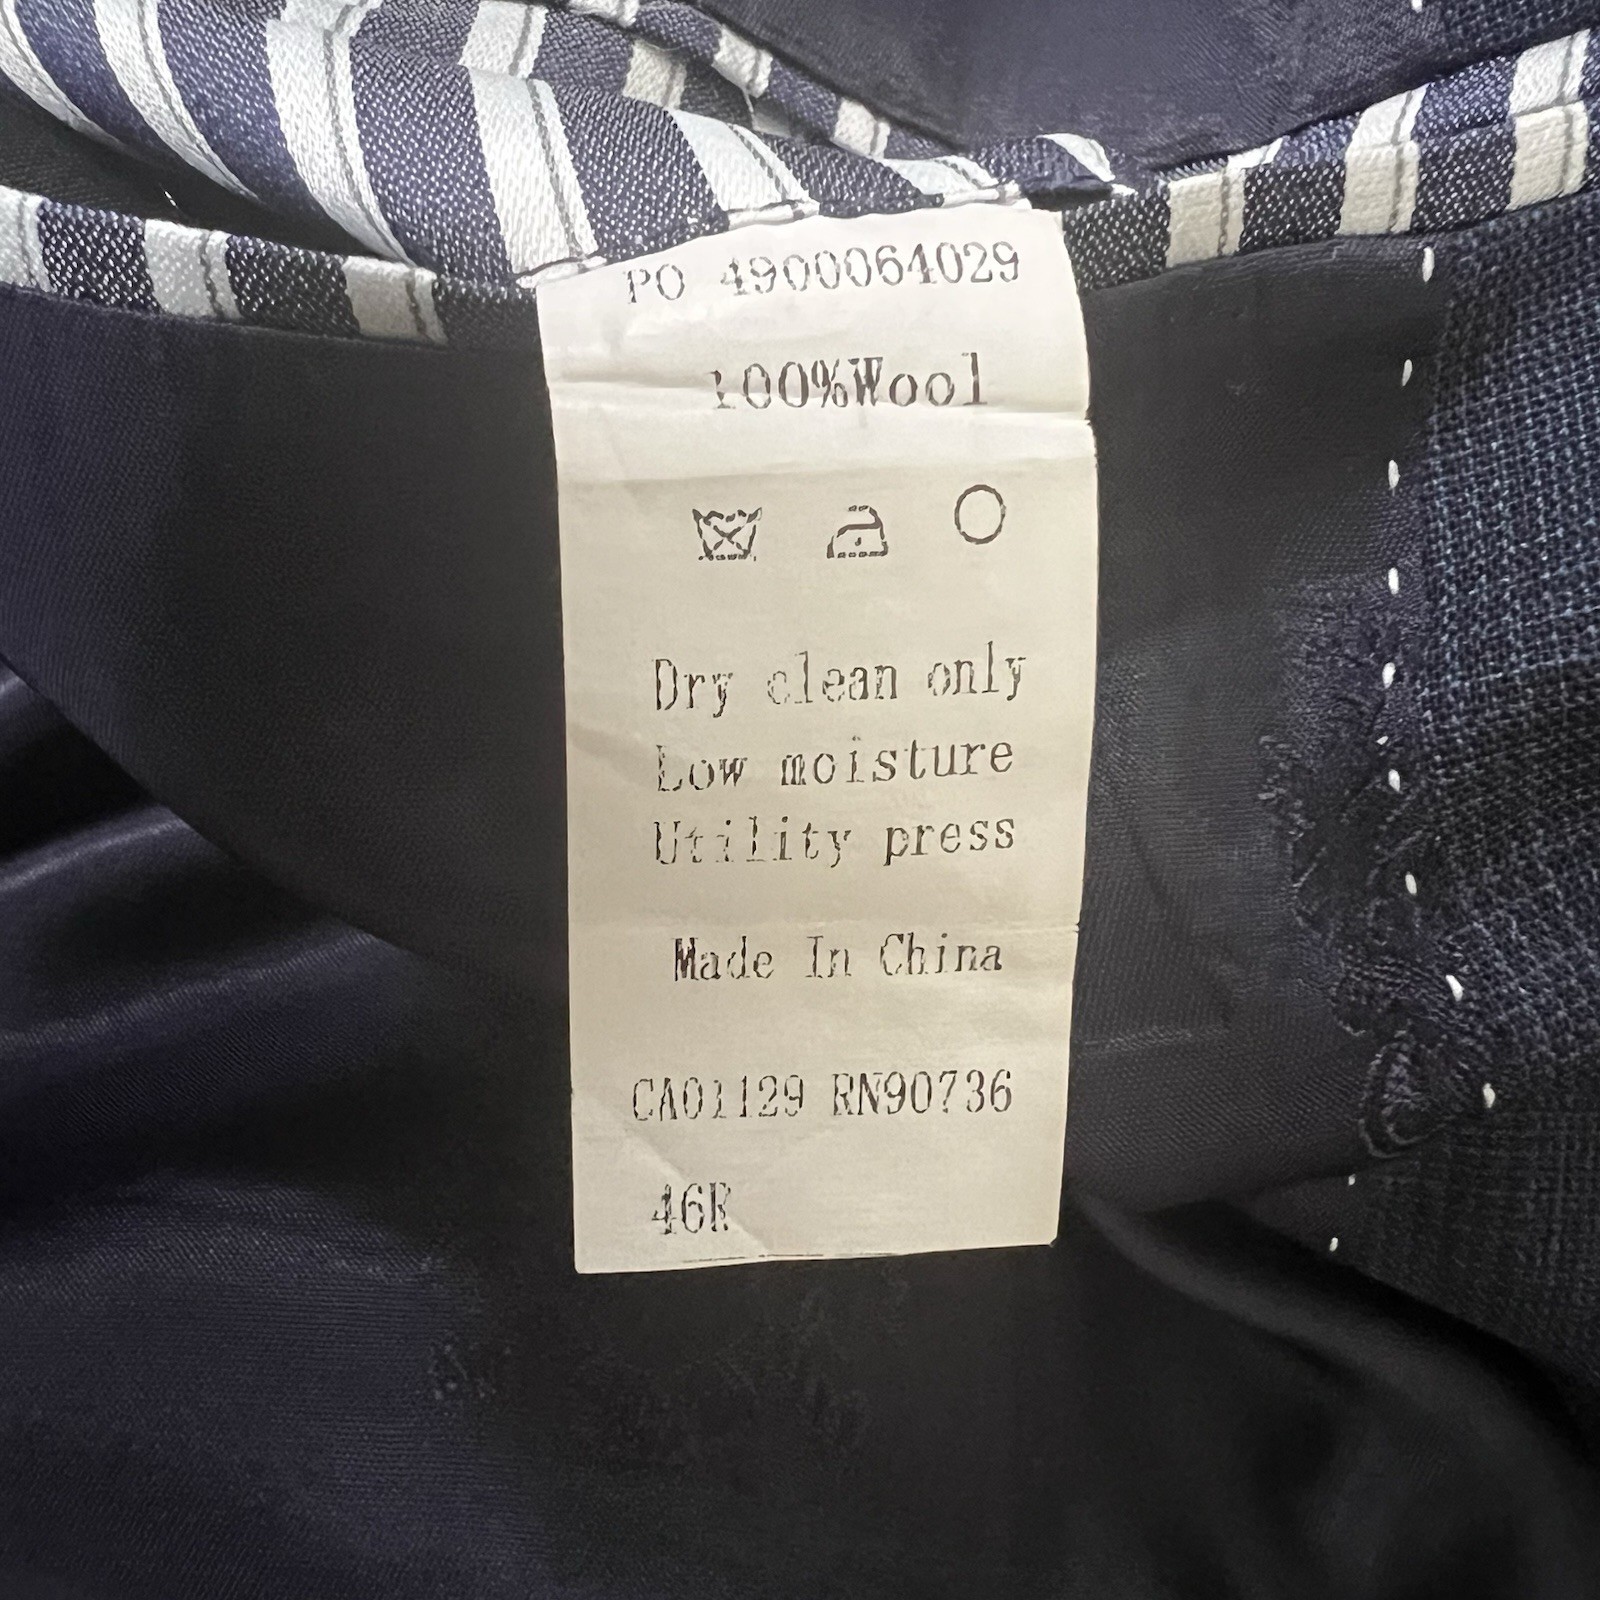 PO 4900064029
100%Wool
Dry clean only
Low moisture
Utility press
Made In China
CA01129 RN90736
46R